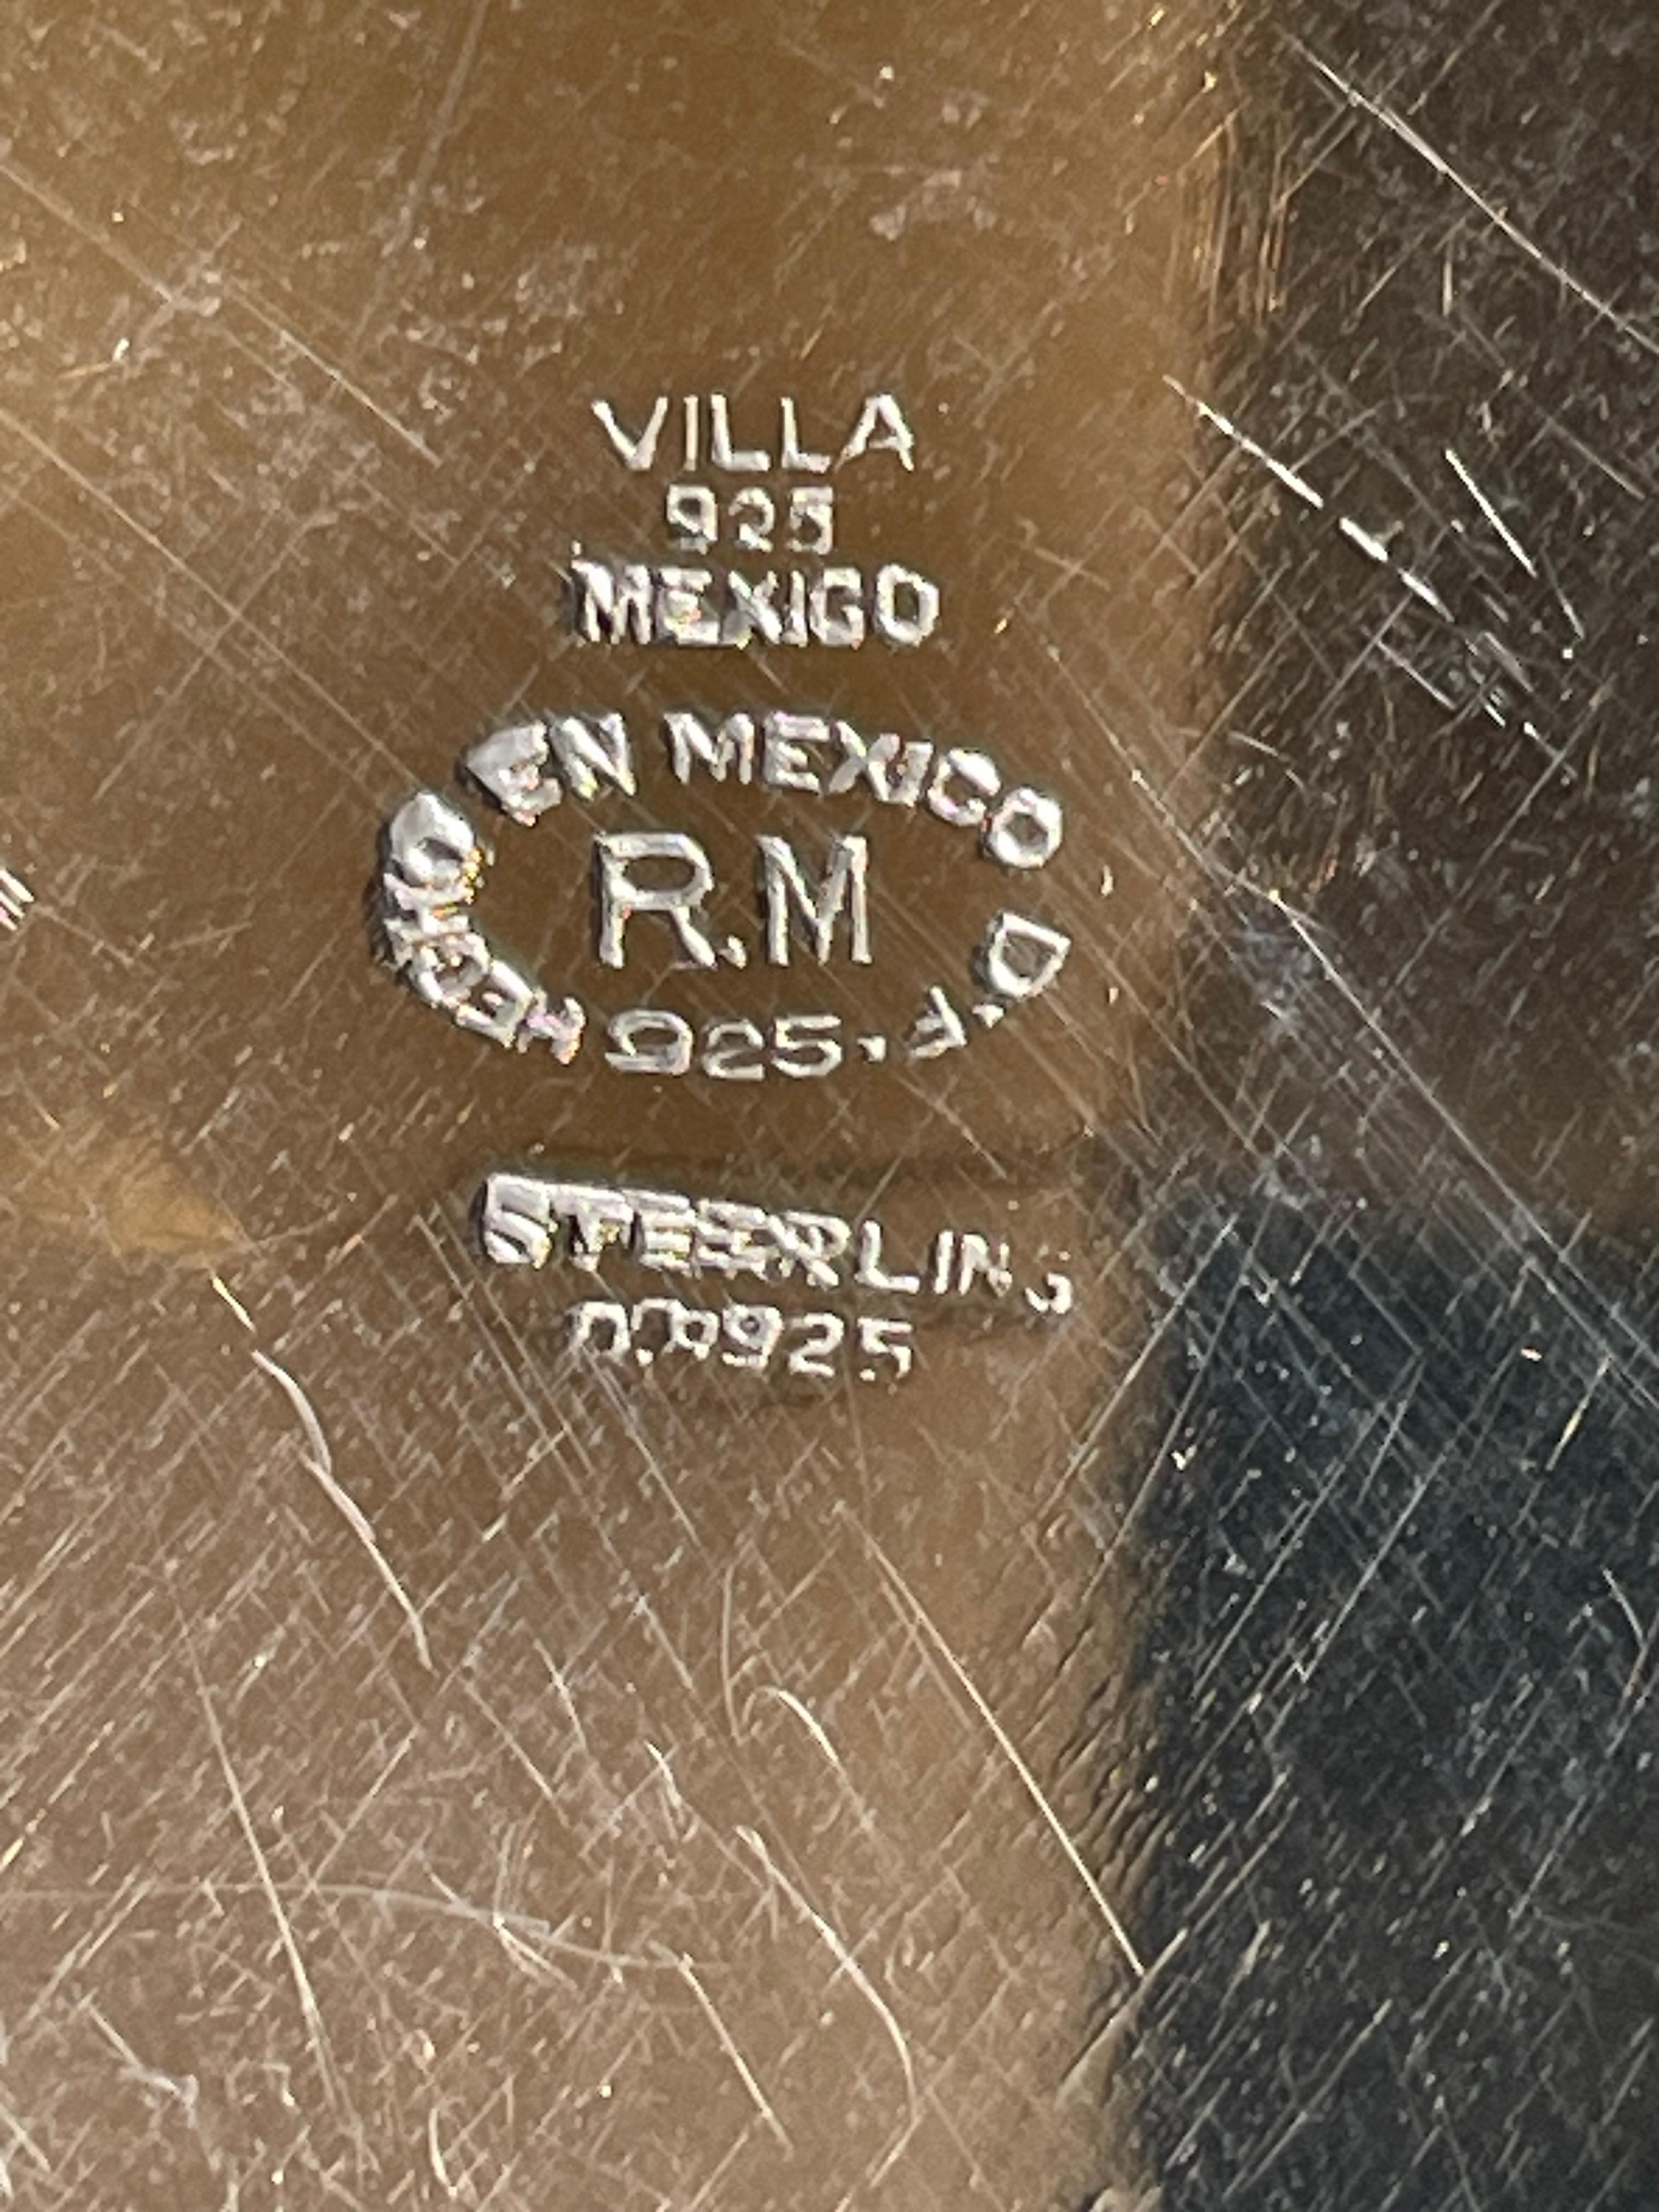 VILLA
925
MEXICO
HECHO EN MEXICO D.F.
R.M
925
STERLING
925